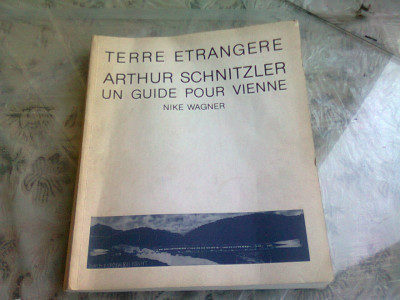 TERRE ETRANGERE
ARTHUR SCHNITZLER
UN GUIDE POUR VIENNE
NIKE WAGNER